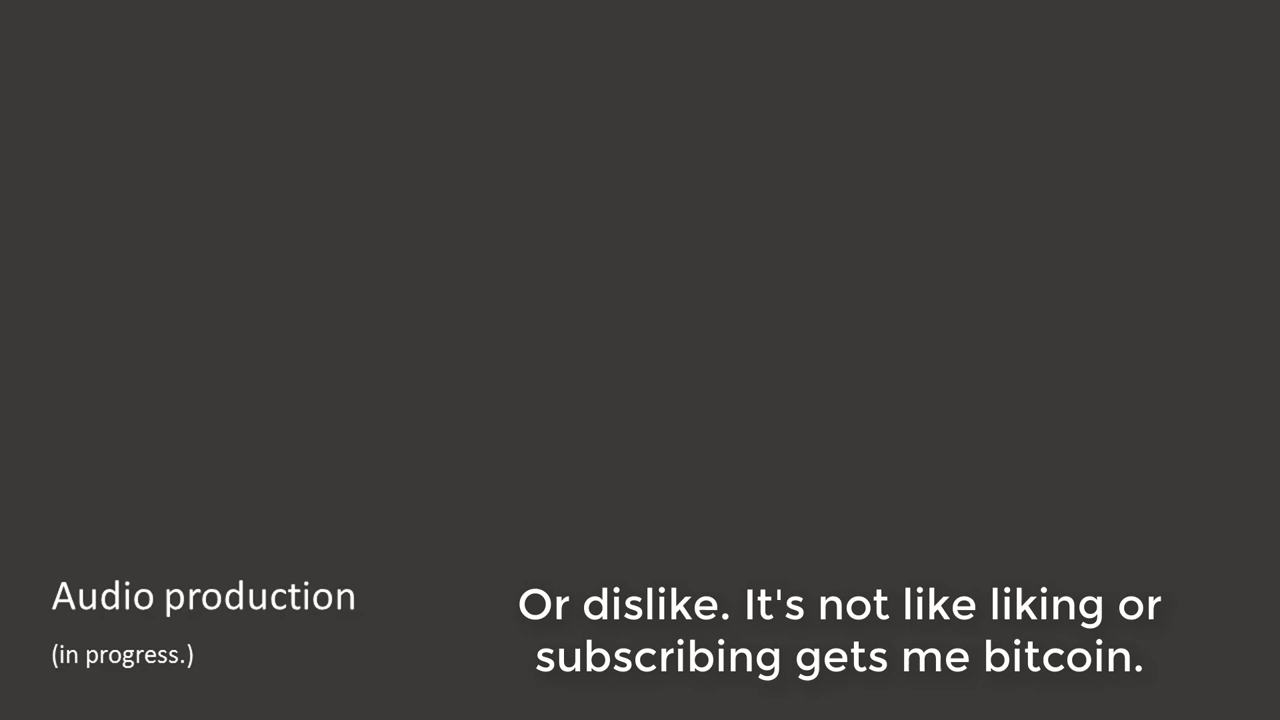 Audio production
(in progress.)
Or dislike. It's not like liking or
subscribing gets me bitcoin.